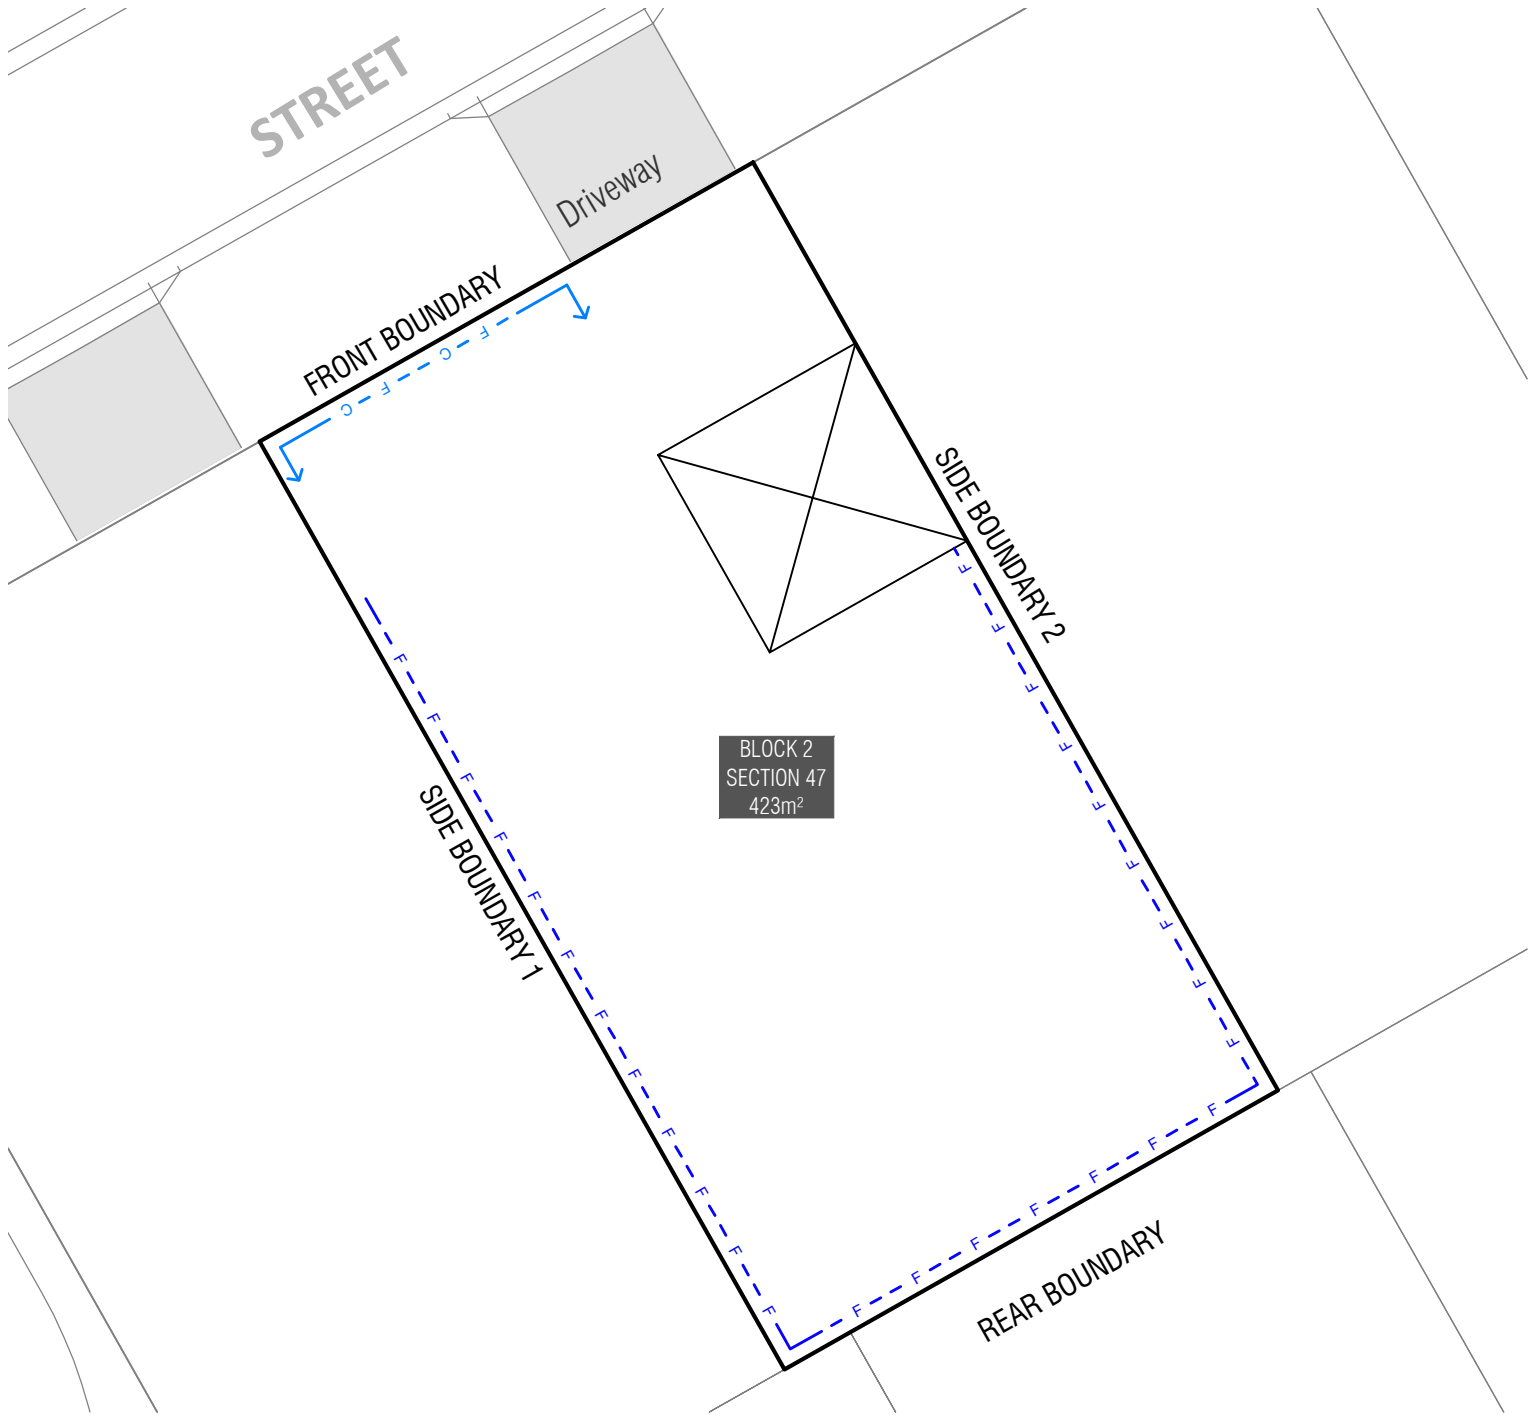 STREET
Driveway
FRONT BOUNDARY
C F C F
SIDE BOUNDARY 2
F F F F F F F F F
BLOCK 2
SECTION 47
423m²
SIDE BOUNDARY 1
F F F F F F F F F F F F
F F F F F F F
REAR BOUNDARY